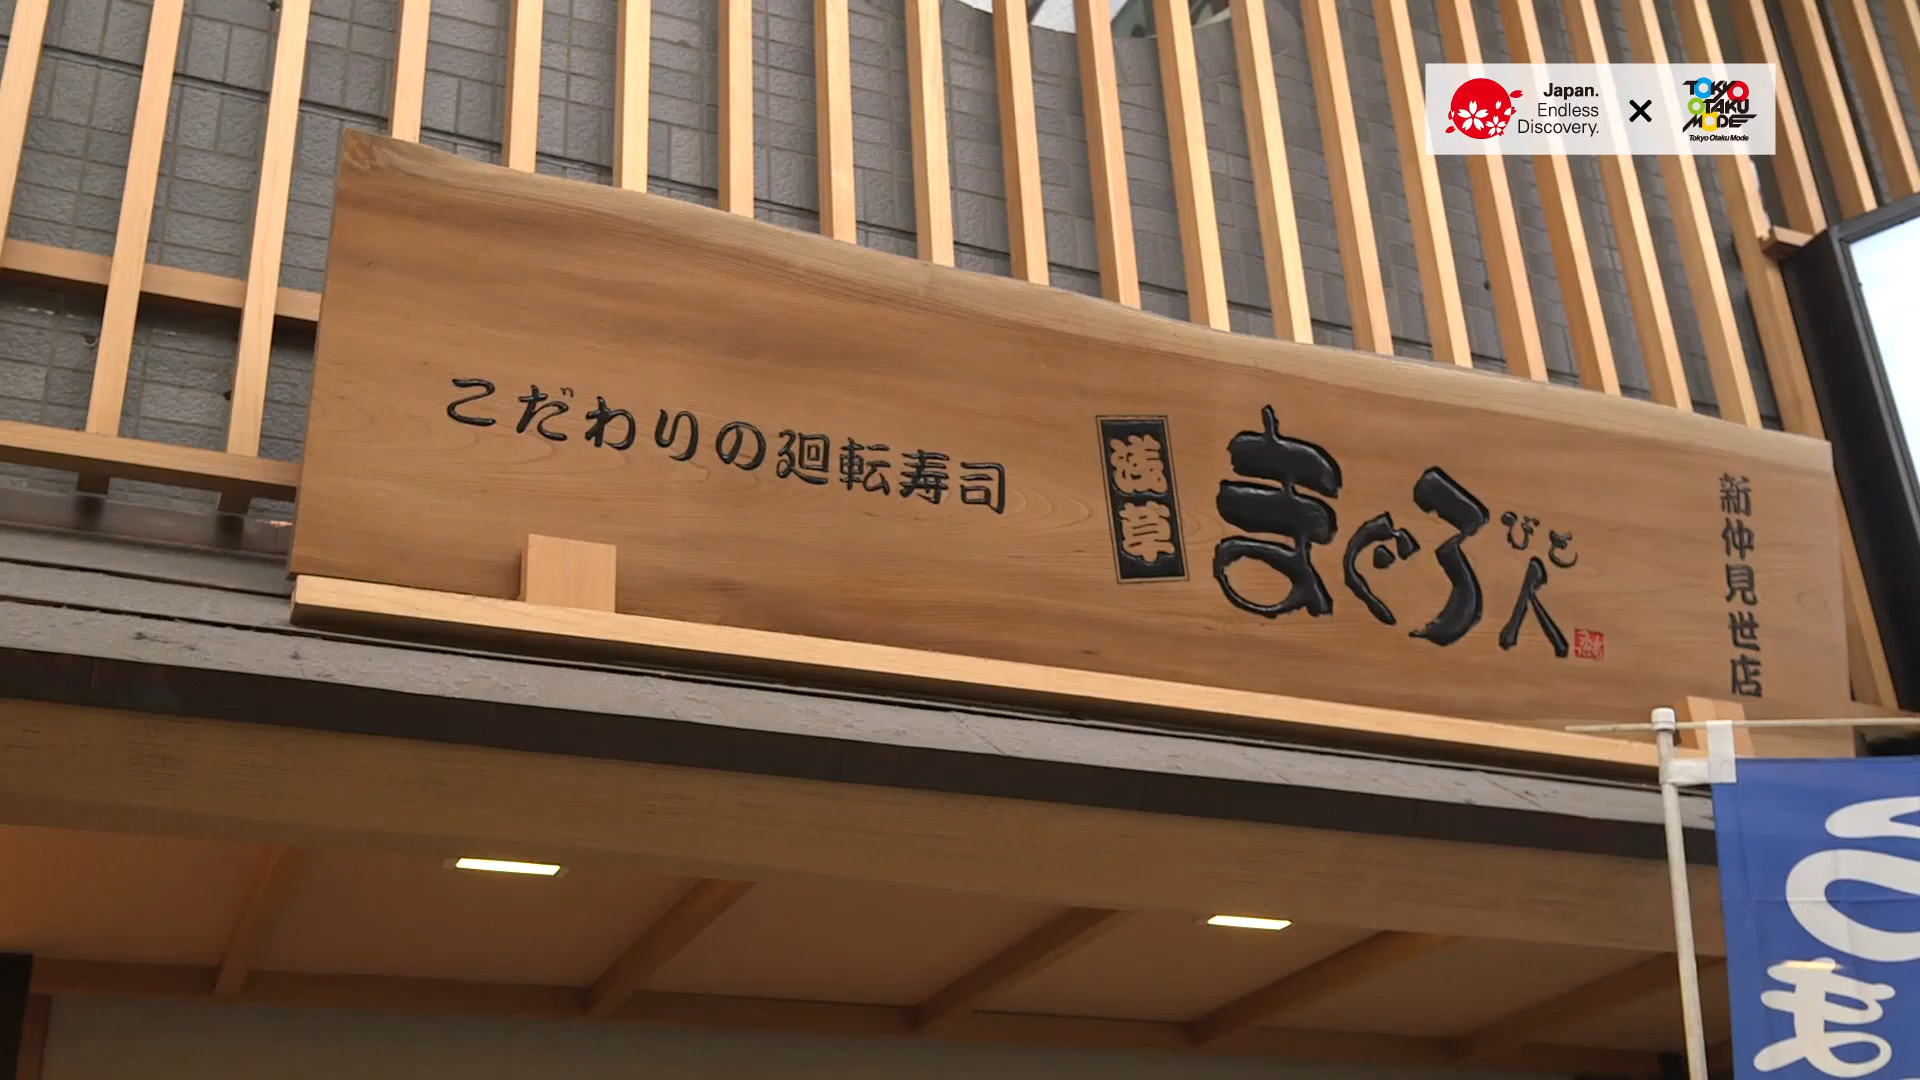 こだわりの廻転寿司
浅草
まぐろ人
びと
新仲見世店
Japan.
Endless
Discovery.
×
TOKYO
OTAKU
MODE
Tokyo Otaku Mode